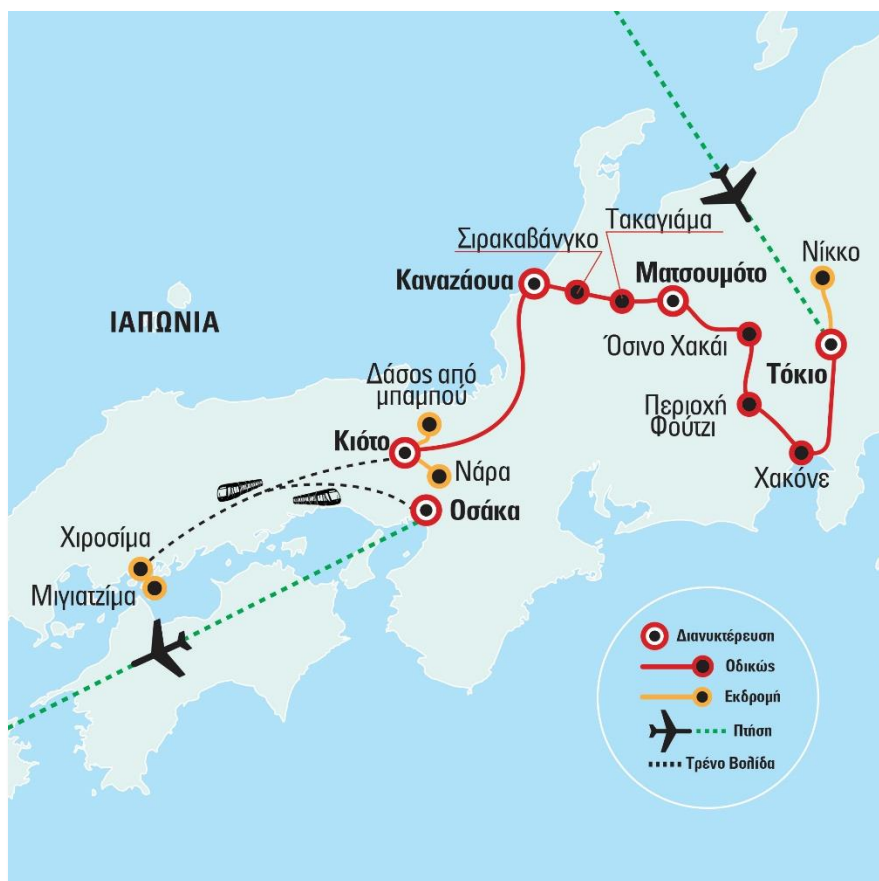 Τακαγιάμα
Σιρακαβάνγκο
Νίκκο
Καναζάουα
Ματσουμότο
ΙΑΠΩΝΙΑ
Όσινο Χακάι
Τόκιο
Δάσος από
μπαμπού
Περιοχή
Φούτζι
Κιότο
Νάρα
Χακόνε
Οσάκα
Χιροσίμα
Μιγιατζίμα
Διανυκτέρευση
Οδικώς
Εκδρομή
Πτήση
Τρένο Βολίδα